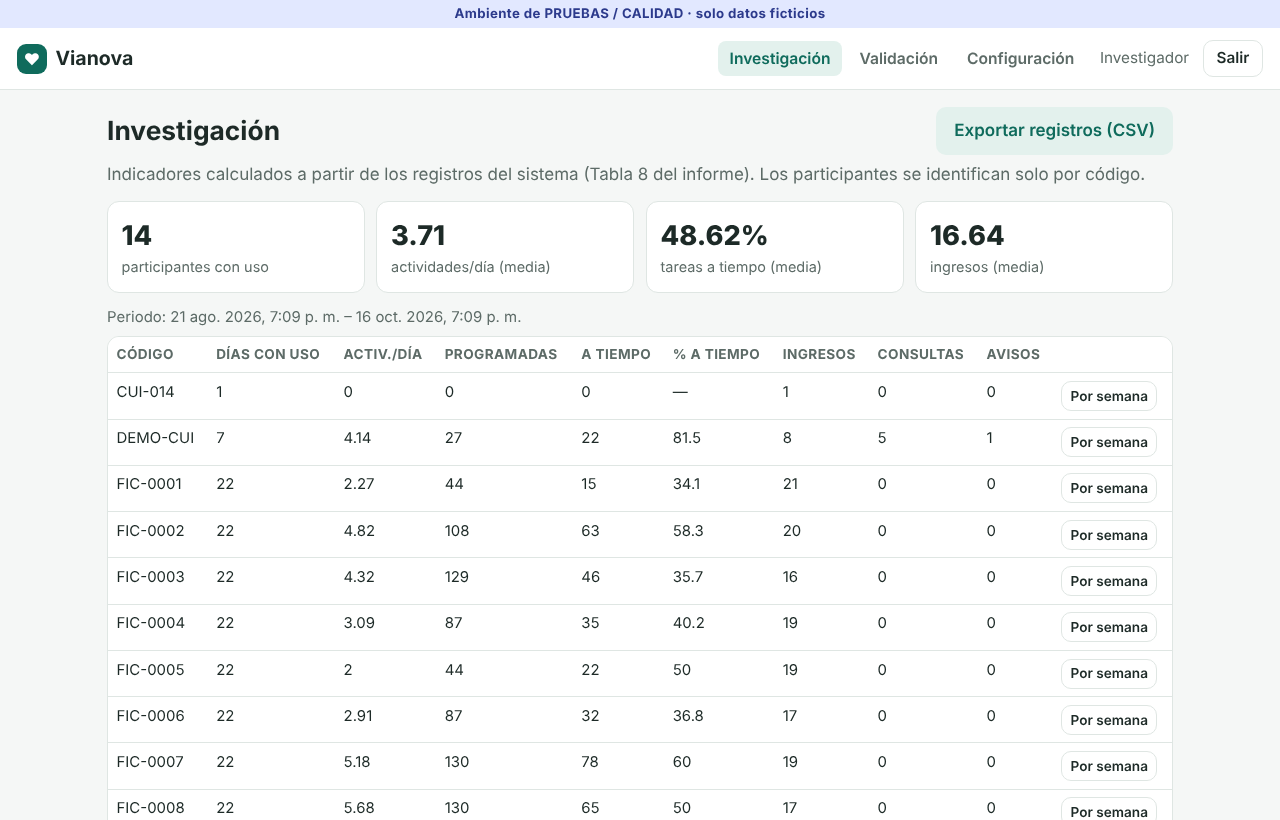 Ambiente de PRUEBAS / CALIDAD · solo datos ficticios
Vianova
Investigación
Validación
Configuración
Investigador
Salir
Investigación
Exportar registros (CSV)
Indicadores calculados a partir de los registros del sistema (Tabla 8 del informe). Los participantes se identifican solo por código.
14
participantes con uso
3.71
actividades/día (media)
48.62%
tareas a tiempo (media)
16.64
ingresos (media)
Periodo: 21 ago. 2026, 7:09 p. m. – 16 oct. 2026, 7:09 p. m.
CÓDIGO DÍAS CON USO ACTIV./DÍA PROGRAMADAS A TIEMPO % A TIEMPO INGRESOS CONSULTAS AVISOS
CUI-014 1 0 0 0 — 1 0 0 Por semana
DEMO-CUI 7 4.14 27 22 81.5 8 5 1 Por semana
FIC-0001 22 2.27 44 15 34.1 21 0 0 Por semana
FIC-0002 22 4.82 108 63 58.3 20 0 0 Por semana
FIC-0003 22 4.32 129 46 35.7 16 0 0 Por semana
FIC-0004 22 3.09 87 35 40.2 19 0 0 Por semana
FIC-0005 22 2 44 22 50 19 0 0 Por semana
FIC-0006 22 2.91 87 32 36.8 17 0 0 Por semana
FIC-0007 22 5.18 130 78 60 19 0 0 Por semana
FIC-0008 22 5.68 130 65 50 17 0 0 Por semana